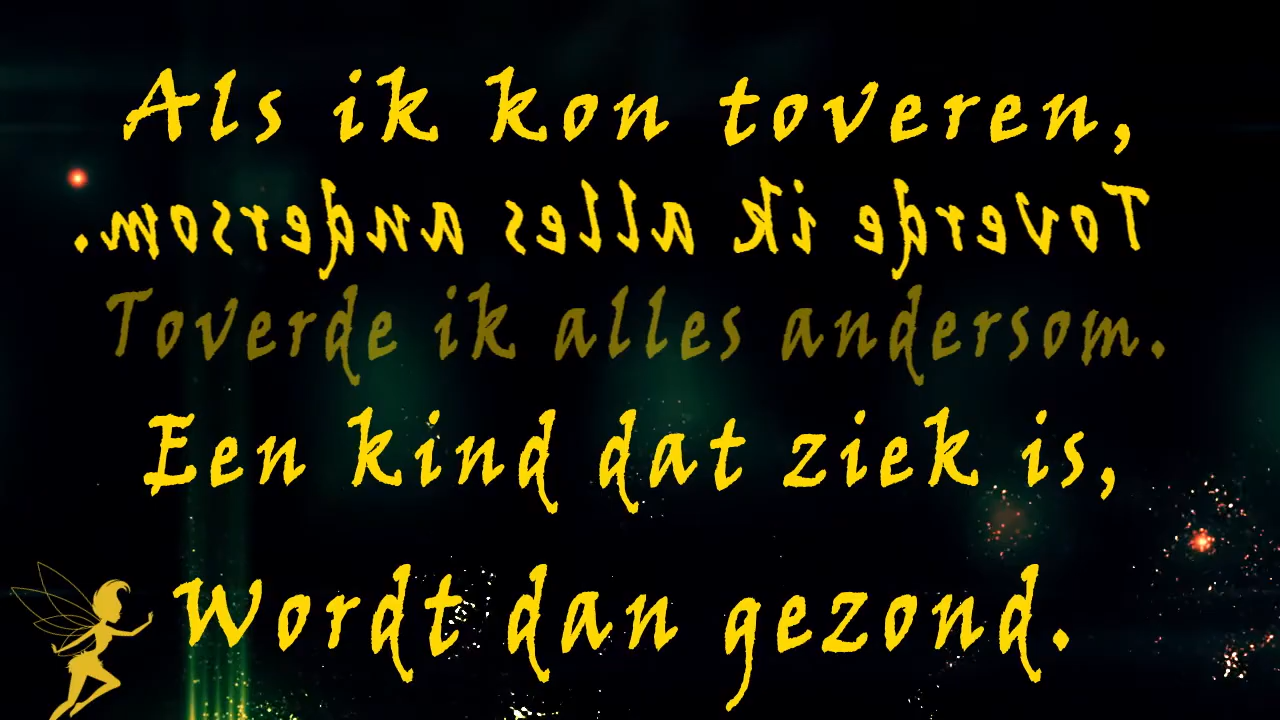 Als ik kon toveren,
Toverde ik alles andersom.
Toverde ik alles andersom.
Een kind dat ziek is,
Wordt dan gezond.